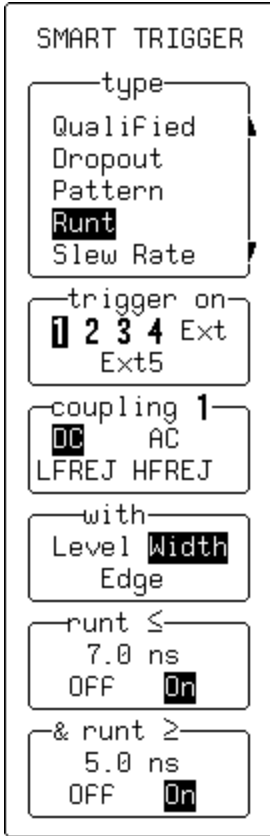 SMART TRIGGER
type
Qualified
Dropout
Pattern
Runt
Slew Rate
trigger on
1 2 3 4 Ext
Ext5
coupling 1
DC AC
LFREJ HFREJ
with
Level Width
Edge
runt ≤
7.0 ns
OFF On
& runt ≥
5.0 ns
OFF On